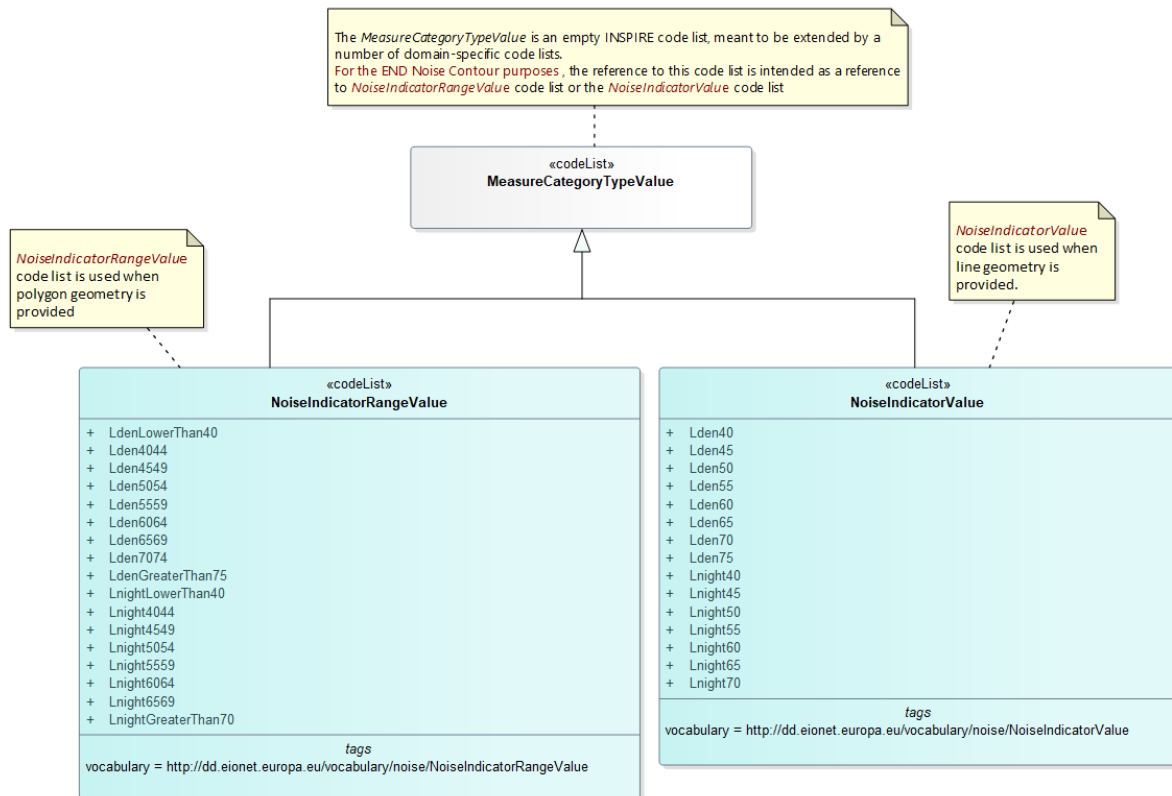 The MeasureCategoryTypeValue is an empty INSPIRE code list, meant to be extended by a
number of domain-specific code lists.
For the END Noise Contour purposes , the reference to this code list is intended as a reference
to NoiseIndicatorRangeValue code list or the NoiseIndicatorValue code list
«codeList»
MeasureCategoryTypeValue
NoiseIndicatorRangeValue
code list is used when
polygon geometry is
provided
NoiseIndicatorValue
code list is used when
line geometry is
provided.
«codeList»
NoiseIndicatorRangeValue
+ LdenLowerThan40
+ Lden4044
+ Lden4549
+ Lden5054
+ Lden5559
+ Lden6064
+ Lden6569
+ Lden7074
+ LdenGreaterThan75
+ LnightLowerThan40
+ Lnight4044
+ Lnight4549
+ Lnight5054
+ Lnight5559
+ Lnight6064
+ Lnight6569
+ LnightGreaterThan70
tags
vocabulary = http://dd.eionet.europa.eu/vocabulary/noise/NoiseIndicatorRangeValue
«codeList»
NoiseIndicatorValue
+ Lden40
+ Lden45
+ Lden50
+ Lden55
+ Lden60
+ Lden65
+ Lden70
+ Lden75
+ Lnight40
+ Lnight45
+ Lnight50
+ Lnight55
+ Lnight60
+ Lnight65
+ Lnight70
tags
vocabulary = http://dd.eionet.europa.eu/vocabulary/noise/NoiseIndicatorValue